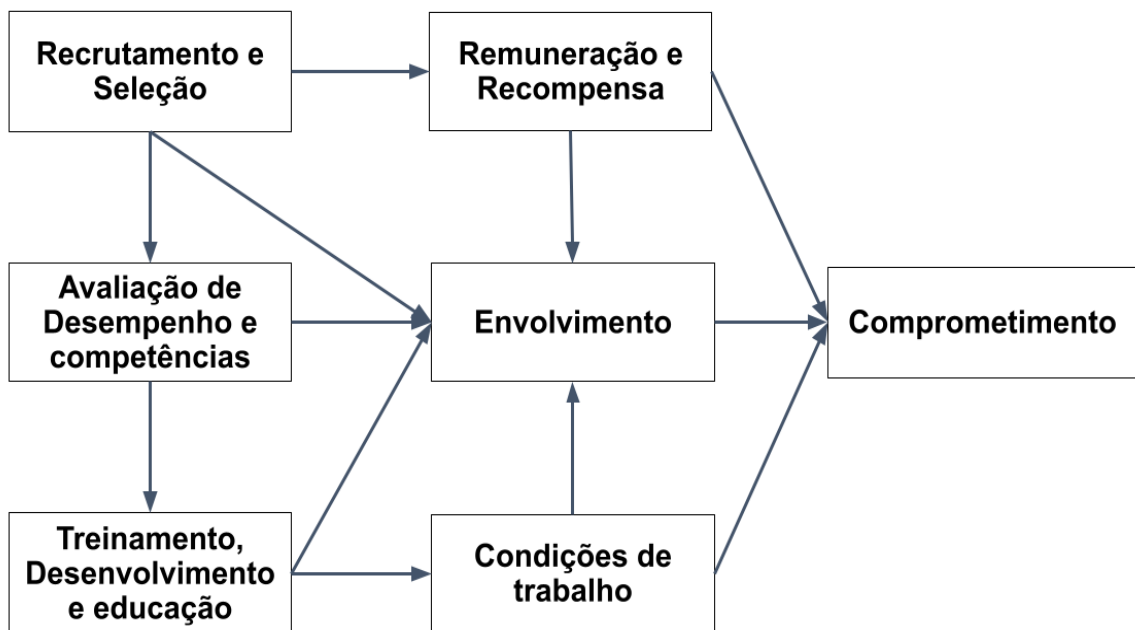 Recrutamento e
Seleção
Remuneração e
Recompensa
Avaliação de
Desempenho e
competências
Envolvimento
Comprometimento
Treinamento,
Desenvolvimento
e educação
Condições de
trabalho